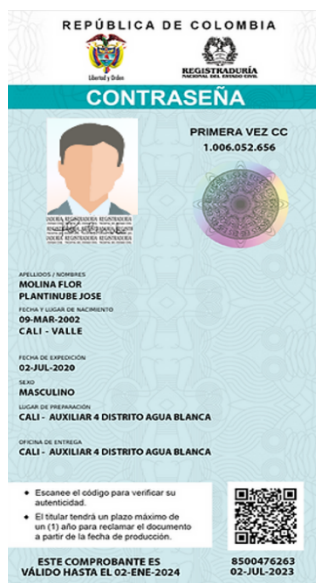 REPÚBLICA DE COLOMBIA
Libertad y Orden
REGISTRADURÍA
NACIONAL DEL ESTADO CIVIL
CONTRASEÑA
PRIMERA VEZ CC
1.006.052.656
APELLIDOS / NOMBRES
MOLINA FLOR
PLANTINUBE JOSE
FECHA Y LUGAR DE NACIMIENTO
09-MAR-2002
CALI - VALLE
FECHA DE EXPEDICIÓN
02-JUL-2020
SEXO
MASCULINO
LUGAR DE PREPARACIÓN
CALI - AUXILIAR 4 DISTRITO AGUA BLANCA
OFICINA DE ENTREGA
CALI - AUXILIAR 4 DISTRITO AGUA BLANCA
• Escanee el código para verificar su
autenticidad.
• El titular tendrá un plazo máximo de
un (1) año para reclamar el documento
a partir de la fecha de producción.
ESTE COMPROBANTE ES
VÁLIDO HASTA EL 02-ENE-2024
8500476263
02-JUL-2023